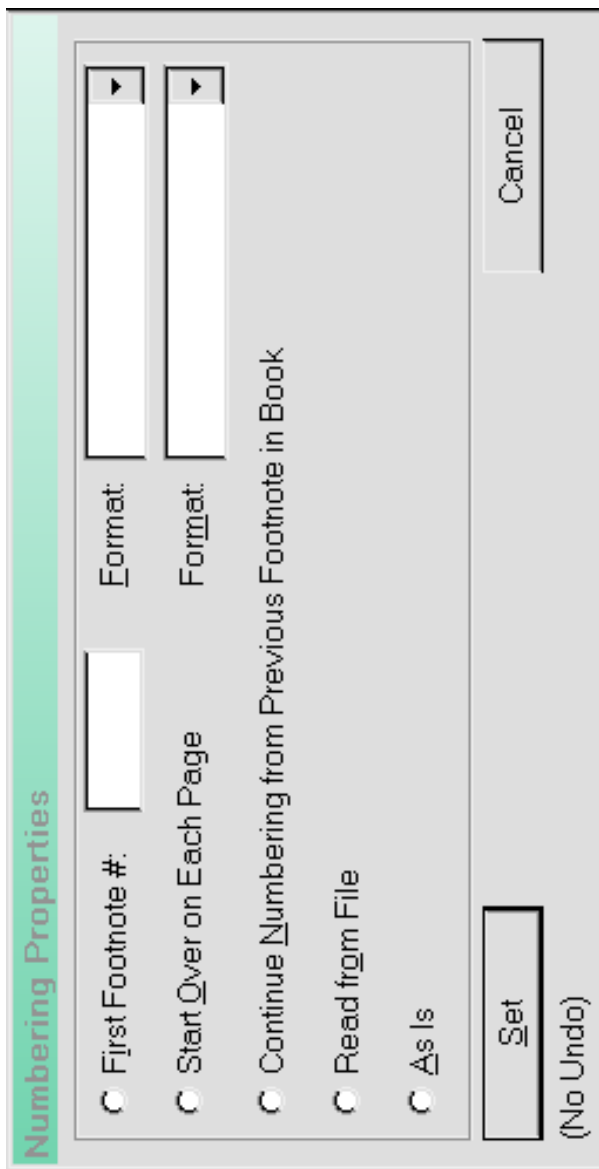 Numbering Properties
First Footnote #: Format:
Start Over on Each Page Format:
Continue Numbering from Previous Footnote in Book
Read from File
As Is
Set Cancel
(No Undo)